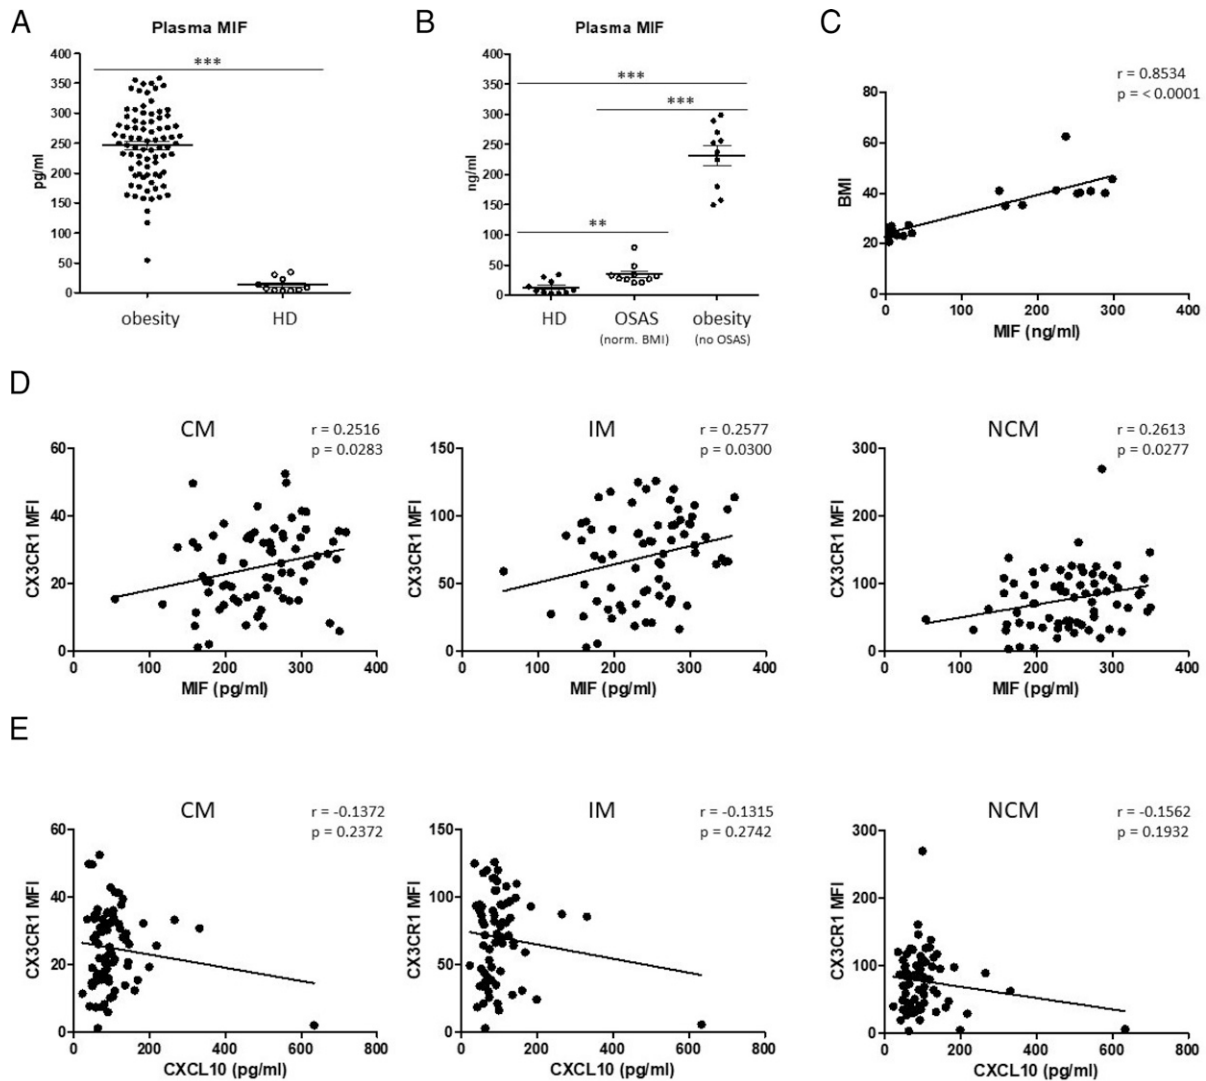 A
Plasma MIF
400
350
300
250
200
150
100
50
0
pg/ml
***
obesity
HD
B
Plasma MIF
400
350
300
250
200
150
100
50
0
ng/ml
***
***
**
HD
OSAS
(norm. BMI)
obesity
(no OSAS)
C
r = 0.8534
p = < 0.0001
80
60
40
20
0
BMI
0 100 200 300 400
MIF (ng/ml)
D
CM
r = 0.2516
p = 0.0283
60
40
20
0
CX3CR1 MFI
0 100 200 300 400
MIF (pg/ml)
IM
r = 0.2577
p = 0.0300
150
100
50
0
CX3CR1 MFI
0 100 200 300 400
MIF (pg/ml)
NCM
r = 0.2613
p = 0.0277
300
200
100
0
CX3CR1 MFI
0 100 200 300 400
MIF (pg/ml)
E
CM
r = -0.1372
p = 0.2372
60
40
20
0
CX3CR1 MFI
0 200 400 600 800
CXCL10 (pg/ml)
IM
r = -0.1315
p = 0.2742
150
100
50
0
CX3CR1 MFI
0 200 400 600 800
CXCL10 (pg/ml)
NCM
r = -0.1562
p = 0.1932
300
200
100
0
CX3CR1 MFI
0 200 400 600 800
CXCL10 (pg/ml)